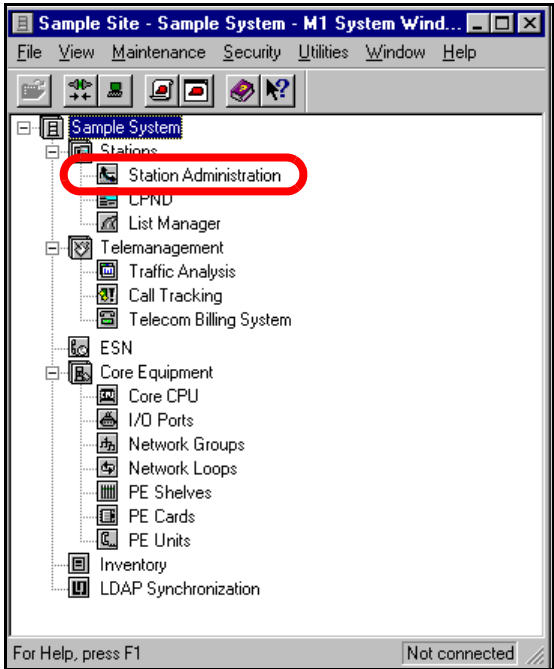 Sample Site - Sample System - M1 System Wind...
File View Maintenance Security Utilities Window Help
Sample System
Stations
Station Administration
CPND
List Manager
Telemanagement
Traffic Analysis
Call Tracking
Telecom Billing System
ESN
Core Equipment
Core CPU
I/O Ports
Network Groups
Network Loops
PE Shelves
PE Cards
PE Units
Inventory
LDAP Synchronization
For Help, press F1 Not connected